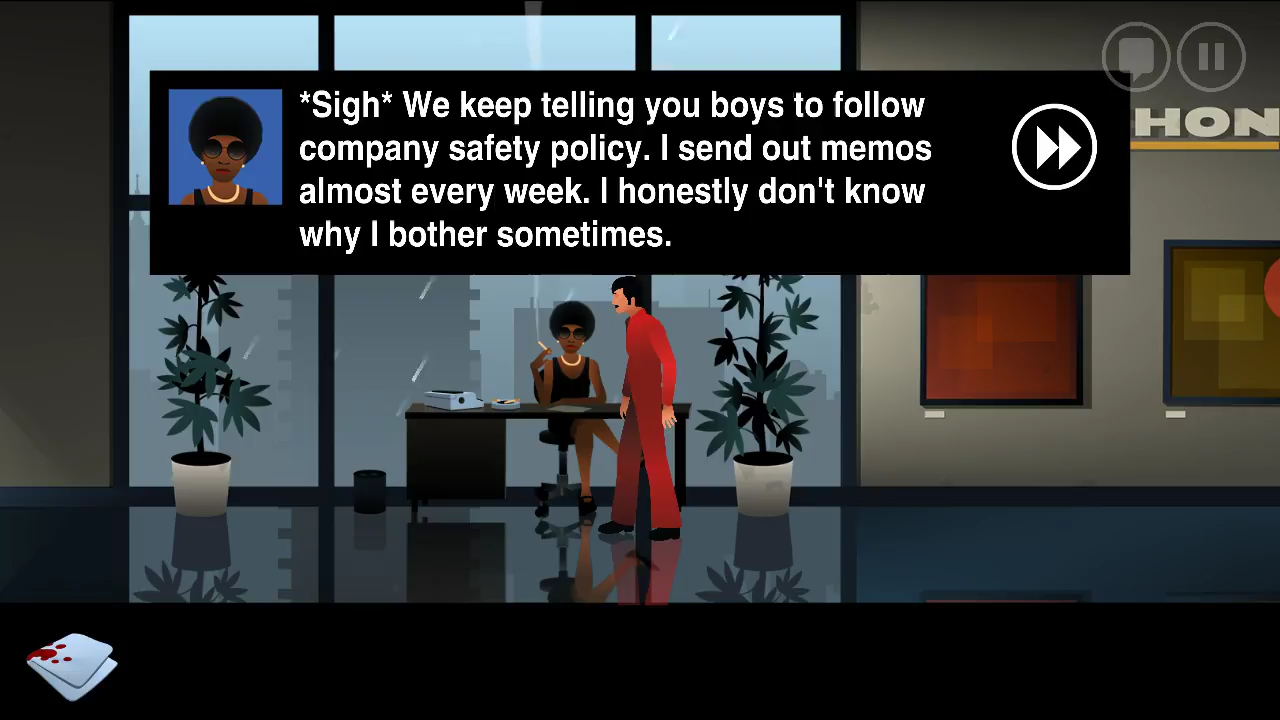 *Sigh* We keep telling you boys to follow
company safety policy. I send out memos
almost every week. I honestly don't know
why I bother sometimes.
HON